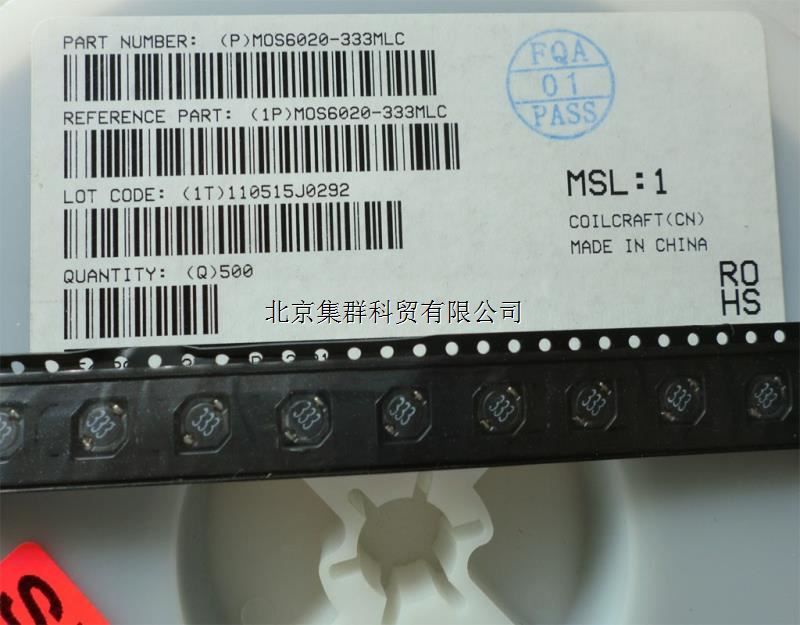 PART NUMBER: (P)MOS6020-333MLC
REFERENCE PART: (1P)MOS6020-333MLC
LOT CODE: (1T)110515J0292
QUANTITY: (Q)500
FQA
01
PASS
MSL:1
COILCRAFT(CN)
MADE IN CHINA
RO
HS
北京集群科贸有限公司
333
333
333
333
333
333
333
333
333